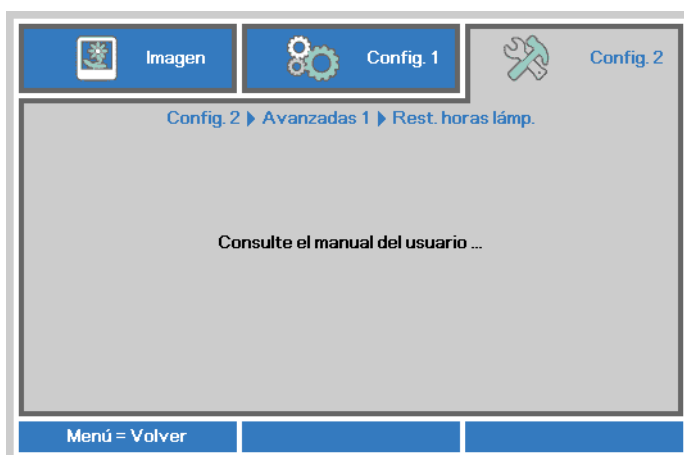 Imagen
Config. 1
Config. 2
Config. 2 ▶ Avanzadas 1 ▶ Rest. horas lámp.
Consulte el manual del usuario ...
Menú = Volver